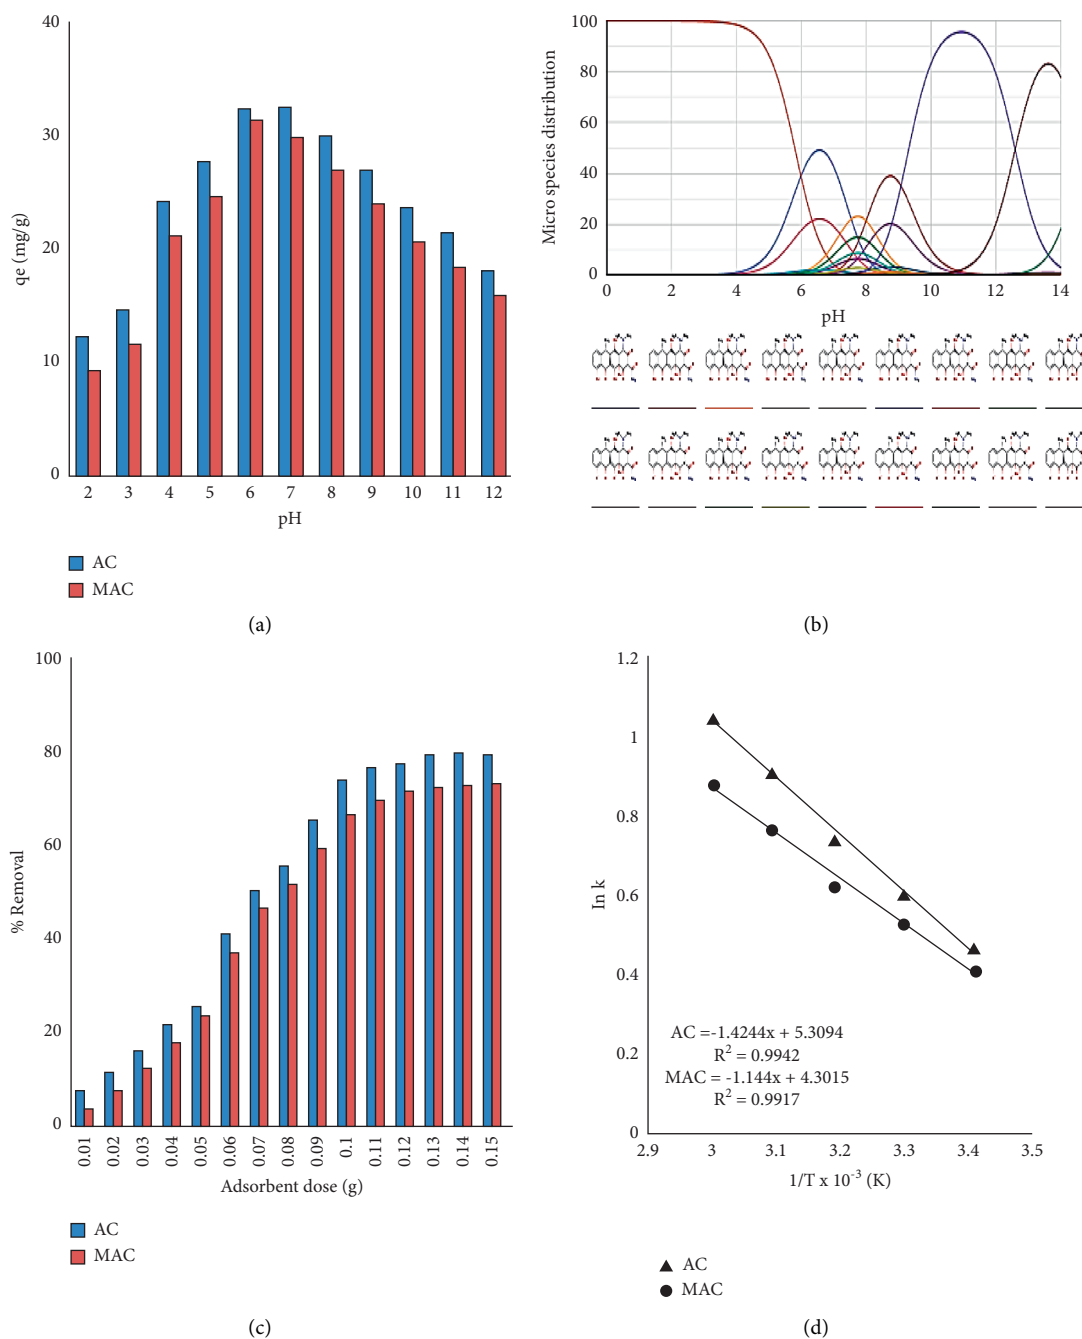 40
30
20
10
0
qe (mg/g)
2 3 4 5 6 7 8 9 10 11 12
pH
AC
MAC
(a)
100
80
60
40
20
0
Micro species distribution
0 2 4 6 8 10 12 14
pH
(b)
100
80
60
40
20
0
% Removal
0.01 0.02 0.03 0.04 0.05 0.06 0.07 0.08 0.09 0.1 0.11 0.12 0.13 0.14 0.15
Adsorbent dose (g)
AC
MAC
(c)
1.2
1
0.8
0.6
0.4
0.2
0
In k
AC =-1.4244x + 5.3094
R² = 0.9942
MAC = -1.144x + 4.3015
R² = 0.9917
2.9 3 3.1 3.2 3.3 3.4 3.5
1/T x 10⁻³ (K)
AC
MAC
(d)